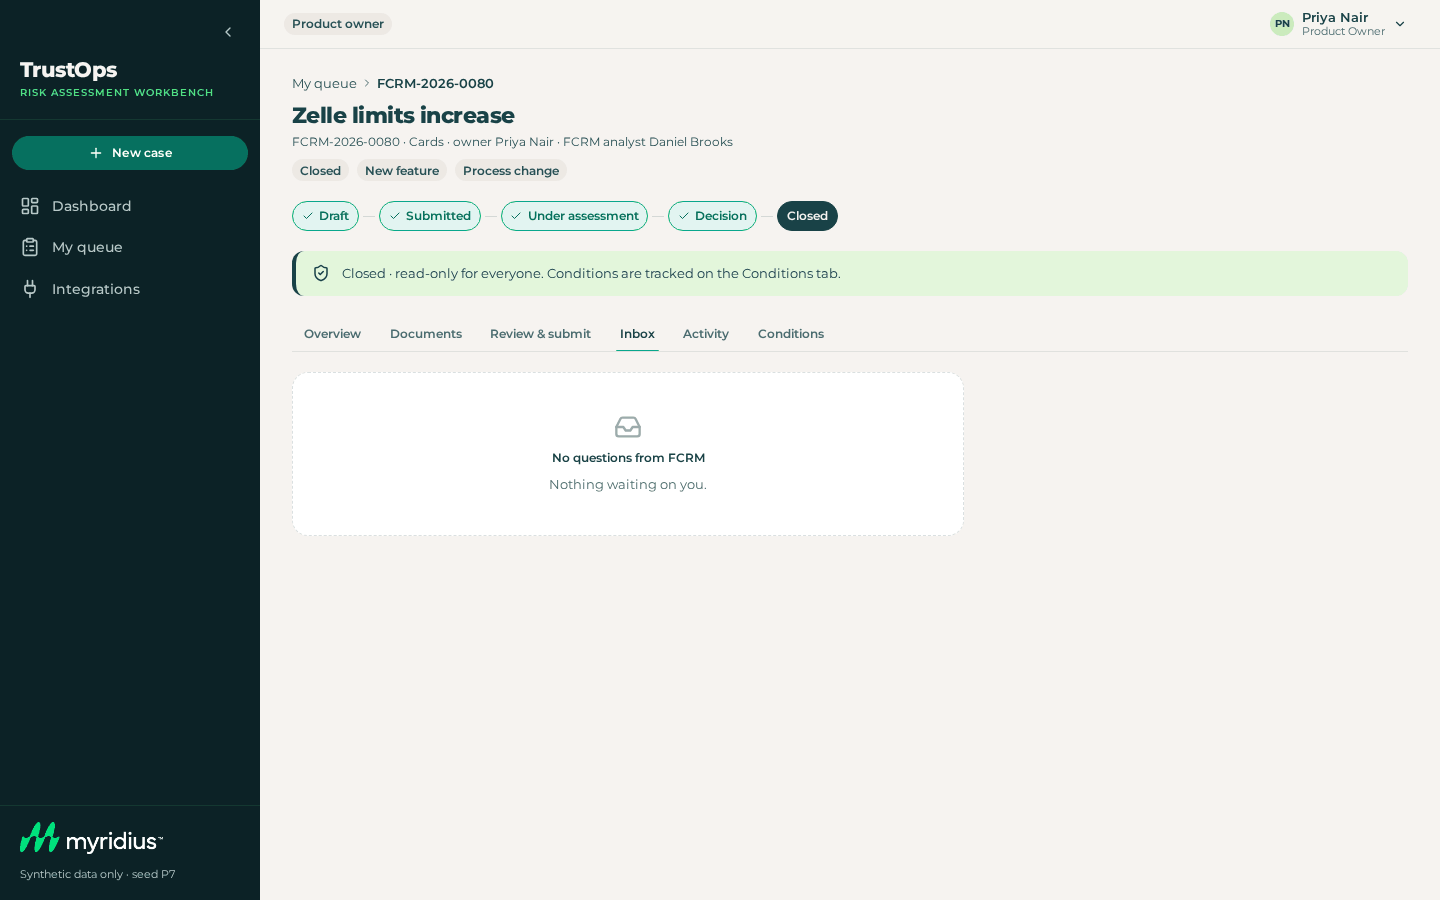 Product owner
PN
Priya Nair
Product Owner
TrustOps
RISK ASSESSMENT WORKBENCH
New case
Dashboard
My queue
Integrations
myridius™
Synthetic data only · seed P7
My queue › FCRM-2026-0080
Zelle limits increase
FCRM-2026-0080 · Cards · owner Priya Nair · FCRM analyst Daniel Brooks
Closed New feature Process change
Draft Submitted Under assessment Decision Closed
Closed · read-only for everyone. Conditions are tracked on the Conditions tab.
Overview Documents Review & submit Inbox Activity Conditions
No questions from FCRM
Nothing waiting on you.